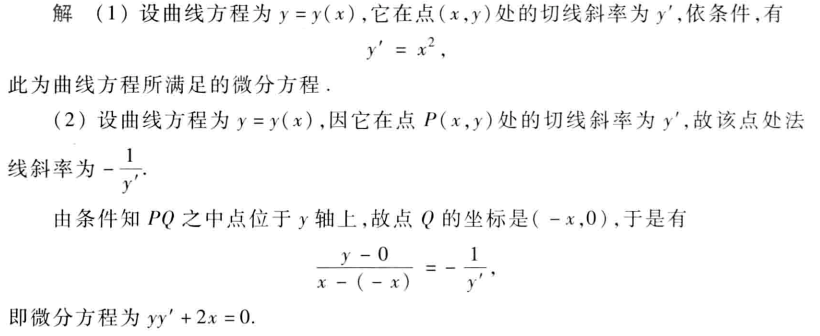 解 (1) 设曲线方程为 y = y(x),它在点(x,y)处的切线斜率为 y′,依条件,有
y′ = x²,
此为曲线方程所满足的微分方程.
(2) 设曲线方程为 y = y(x),因它在点 P(x,y)处的切线斜率为 y′,故该点处法
线斜率为 -1/y′.
由条件知 PQ 之中点位于 y 轴上,故点 Q 的坐标是( -x,0),于是有
(y - 0)/(x - ( - x)) = - 1/y′,
即微分方程为 yy′ + 2x = 0.